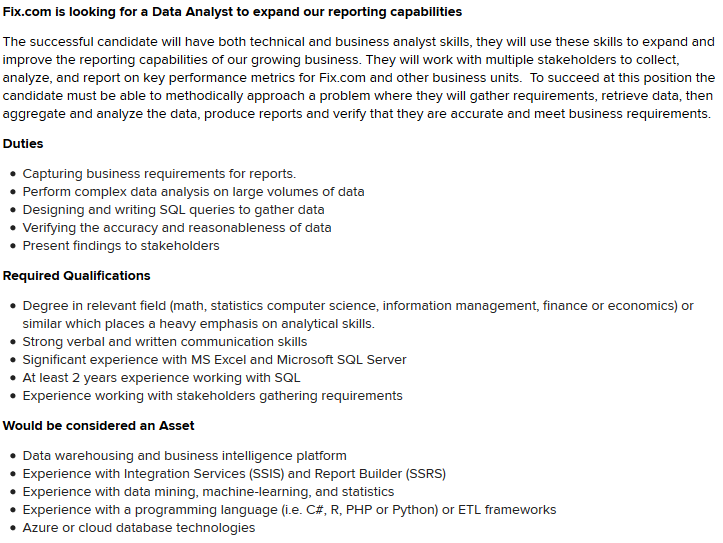 Fix.com is looking for a Data Analyst to expand our reporting capabilities
The successful candidate will have both technical and business analyst skills, they will use these skills to expand and
improve the reporting capabilities of our growing business. They will work with multiple stakeholders to collect,
analyze, and report on key performance metrics for Fix.com and other business units.  To succeed at this position the
candidate must be able to methodically approach a problem where they will gather requirements, retrieve data, then
aggregate and analyze the data, produce reports and verify that they are accurate and meet business requirements.
Duties
• Capturing business requirements for reports.
• Perform complex data analysis on large volumes of data
• Designing and writing SQL queries to gather data
• Verifying the accuracy and reasonableness of data
• Present findings to stakeholders
Required Qualifications
• Degree in relevant field (math, statistics computer science, information management, finance or economics) or
similar which places a heavy emphasis on analytical skills.
• Strong verbal and written communication skills
• Significant experience with MS Excel and Microsoft SQL Server
• At least 2 years experience working with SQL
• Experience working with stakeholders gathering requirements
Would be considered an Asset
• Data warehousing and business intelligence platform
• Experience with Integration Services (SSIS) and Report Builder (SSRS)
• Experience with data mining, machine-learning, and statistics
• Experience with a programming language (i.e. C#, R, PHP or Python) or ETL frameworks
• Azure or cloud database technologies